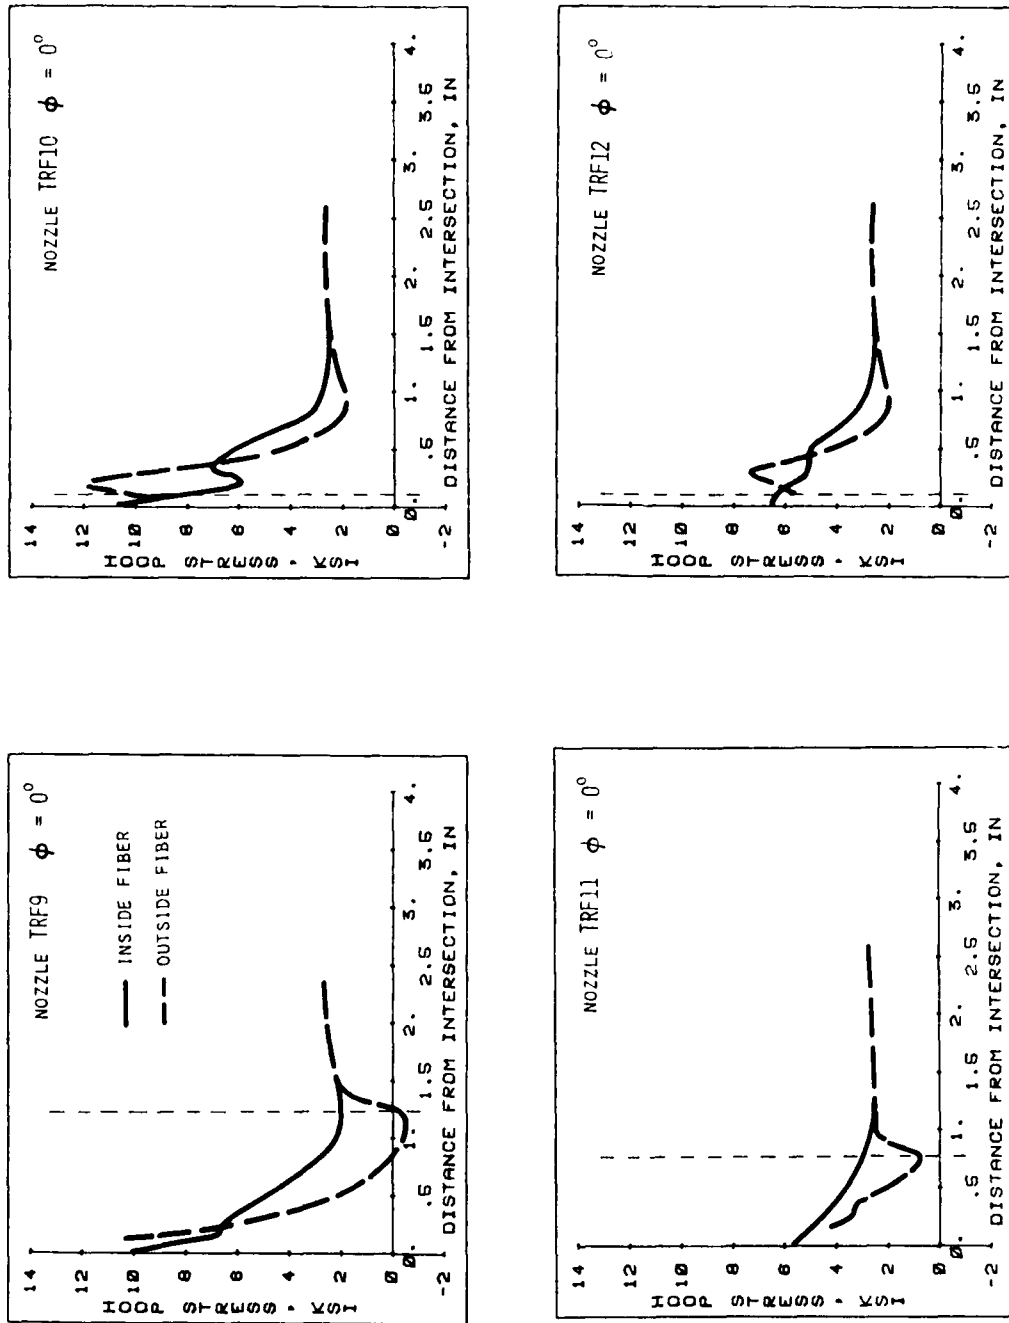 NOZZLE TRF9 ϕ = 0°
INSIDE FIBER
OUTSIDE FIBER
14
12
10
8
6
4
2
0
-2
HOOP STRESS, KSI
0. .5 1. 1.5 2. 2.5 3. 3.5 4.
DISTANCE FROM INTERSECTION, IN
NOZZLE TRF10 ϕ = 0°
14
12
10
8
6
4
2
0
-2
HOOP STRESS, KSI
0. .5 1. 1.5 2. 2.5 3. 3.5 4.
DISTANCE FROM INTERSECTION, IN
NOZZLE TRF11 ϕ = 0°
14
12
10
8
6
4
2
0
-2
HOOP STRESS, KSI
0. .5 1. 1.5 2. 2.5 3. 3.5 4.
DISTANCE FROM INTERSECTION, IN
NOZZLE TRF12 ϕ = 0°
14
12
10
8
6
4
2
0
-2
HOOP STRESS, KSI
0. .5 1. 1.5 2. 2.5 3. 3.5 4.
DISTANCE FROM INTERSECTION, IN